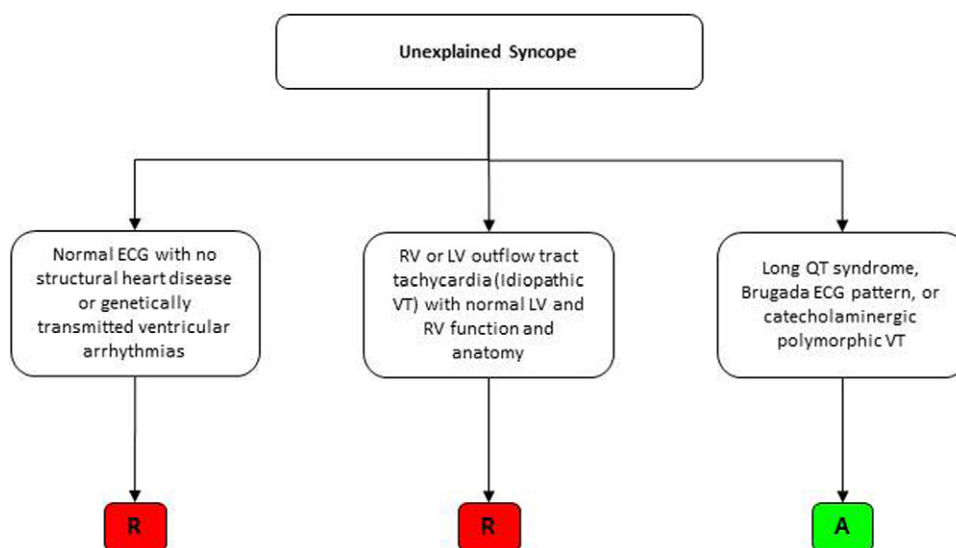 Unexplained Syncope
Normal ECG with no
structural heart disease
or genetically
transmitted ventricular
arrhythmias
RV or LV outflow tract
tachycardia (Idiopathic
VT) with normal LV and
RV function and
anatomy
Long QT syndrome,
Brugada ECG pattern, or
catecholaminergic
polymorphic VT
R
R
A